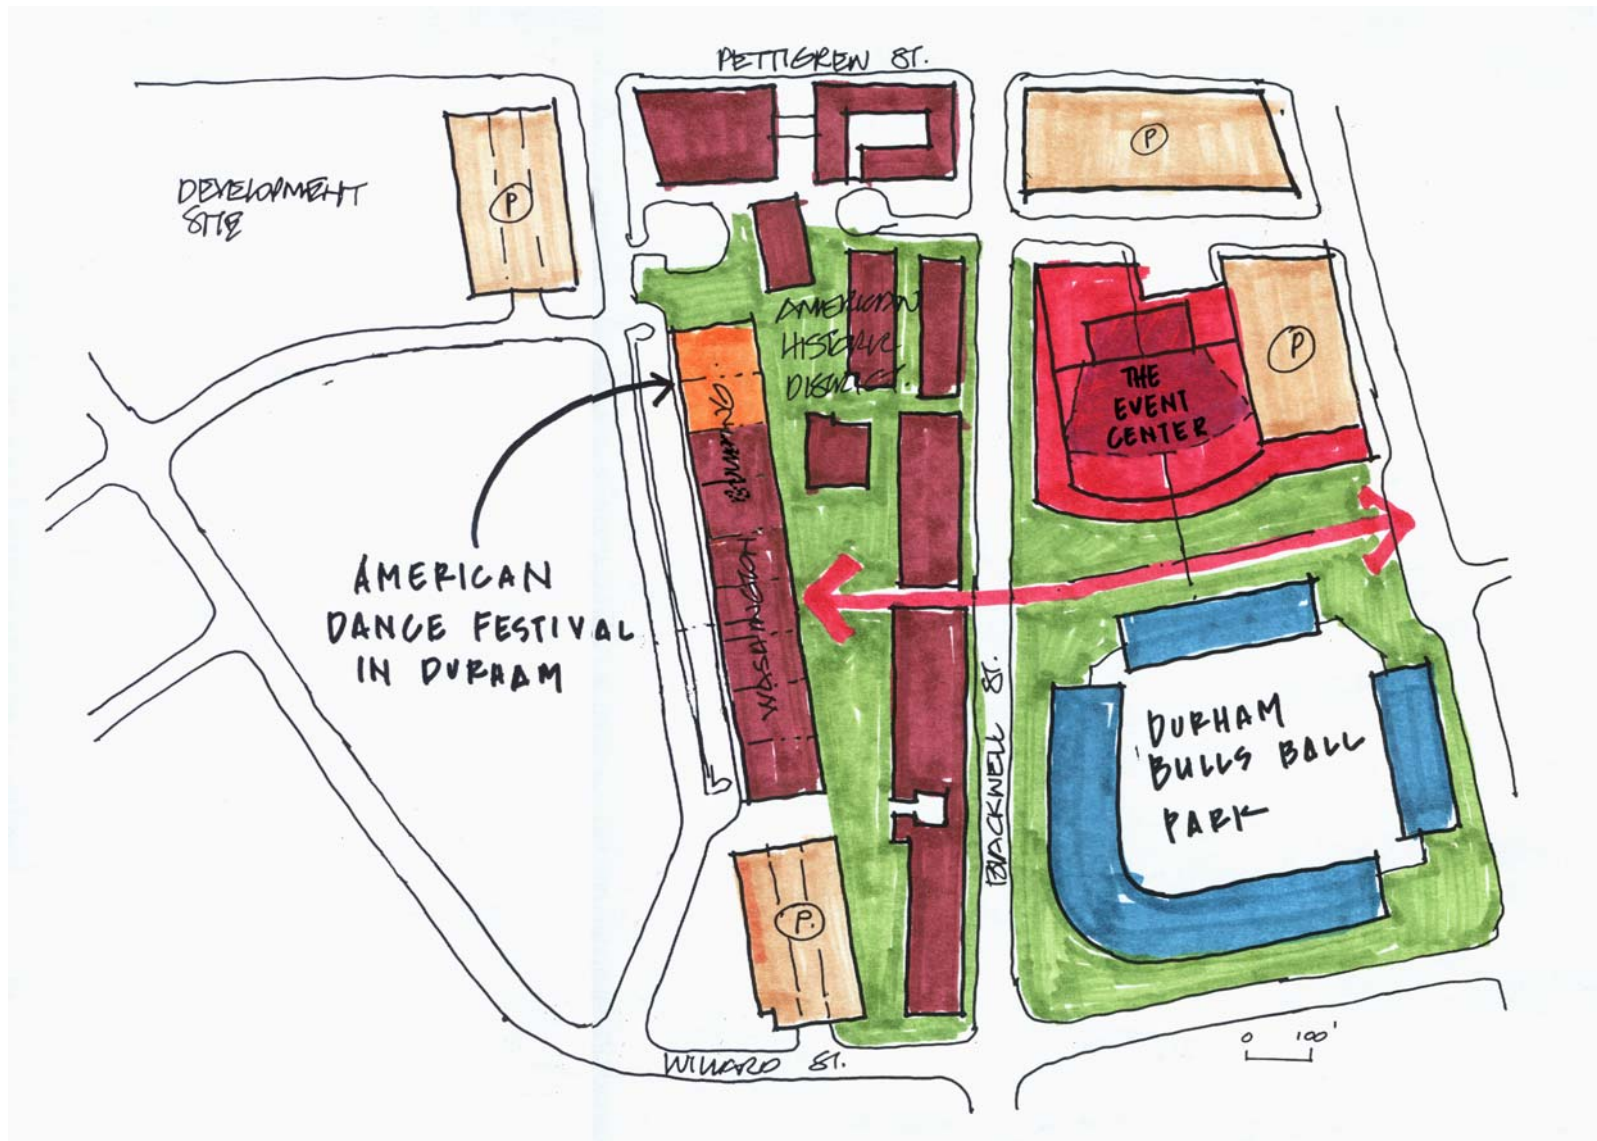 PETTIGREW ST.
P
DEVELOPMENT
SITE
P
AMERICAN
HISTORIC
DISTRICT.
P
THE
EVENT
CENTER
WASHINGTON BUILDING
AMERICAN
DANCE FESTIVAL
IN DURHAM
BLACKWELL ST.
DURHAM
BULLS BALL
PARK
P.
0 100'
WILLARD ST.